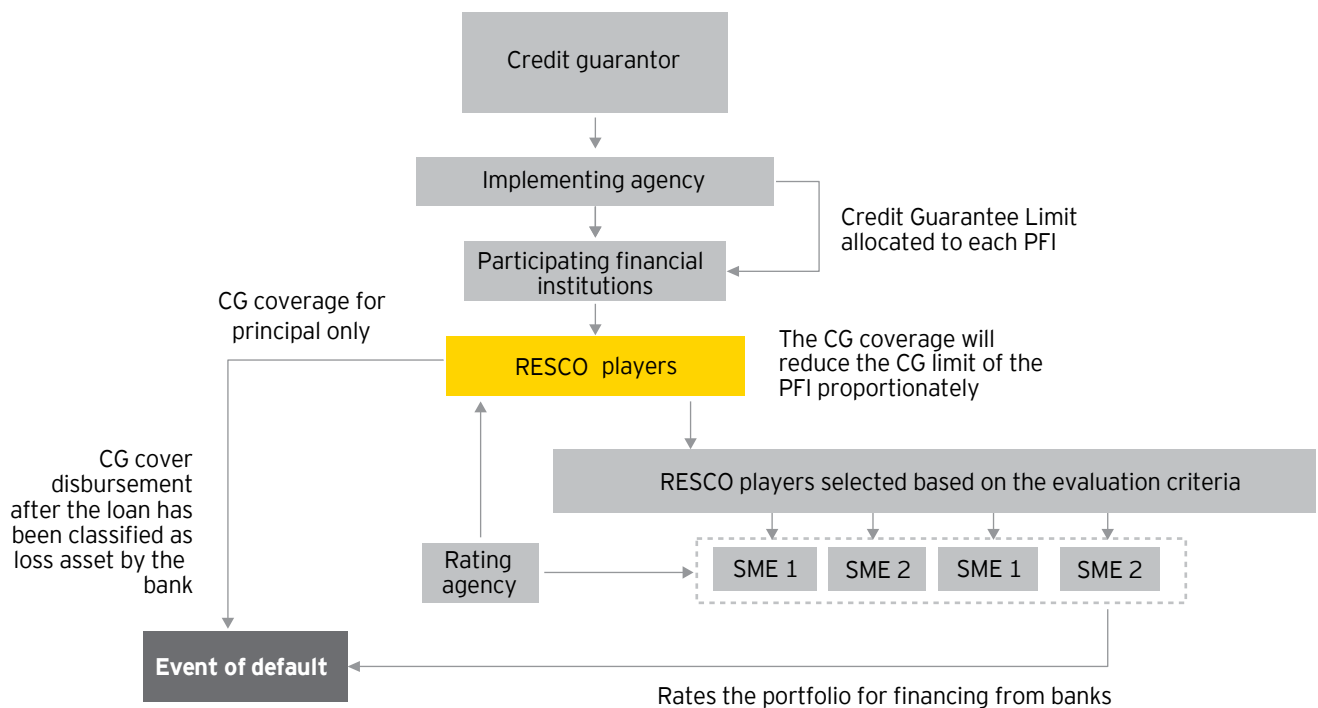 Credit guarantor
Implementing agency
Credit Guarantee Limit
allocated to each PFI
Participating financial
institutions
CG coverage for
principal only
RESCO players
The CG coverage will
reduce the CG limit of the
PFI proportionately
CG cover
disbursement
after the loan has
been classified as
loss asset by the
bank
RESCO players selected based on the evaluation criteria
Rating
agency
SME 1
SME 2
SME 1
SME 2
Event of default
Rates the portfolio for financing from banks